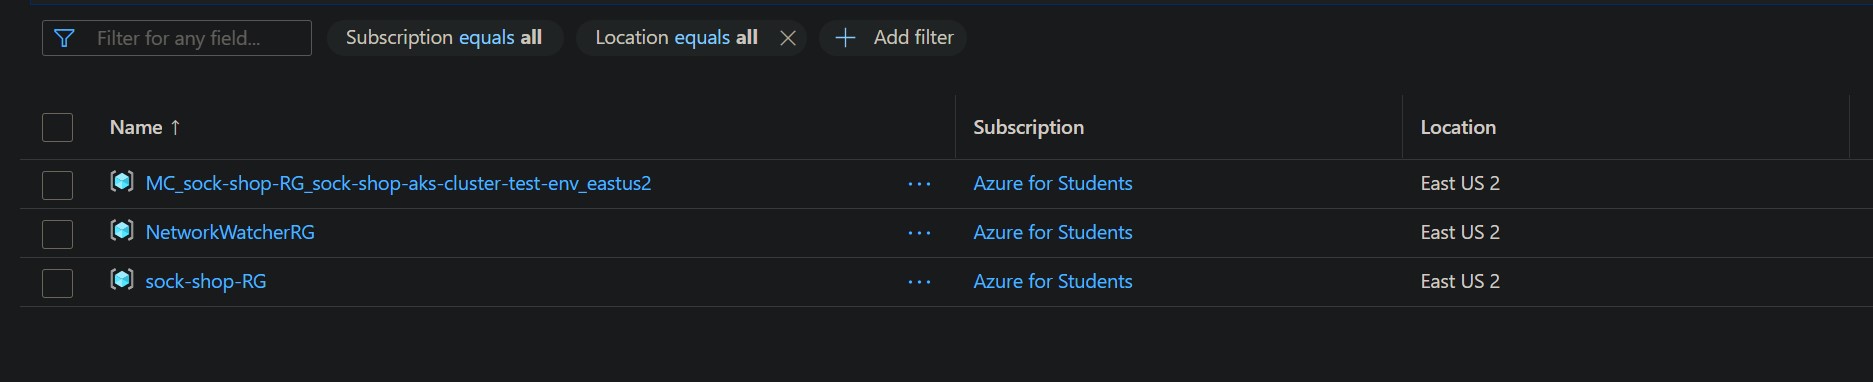 Filter for any field...
Subscription equals all
Location equals all
Add filter
Name ↑
Subscription
Location
MC_sock-shop-RG_sock-shop-aks-cluster-test-env_eastus2
Azure for Students
East US 2
NetworkWatcherRG
Azure for Students
East US 2
sock-shop-RG
Azure for Students
East US 2